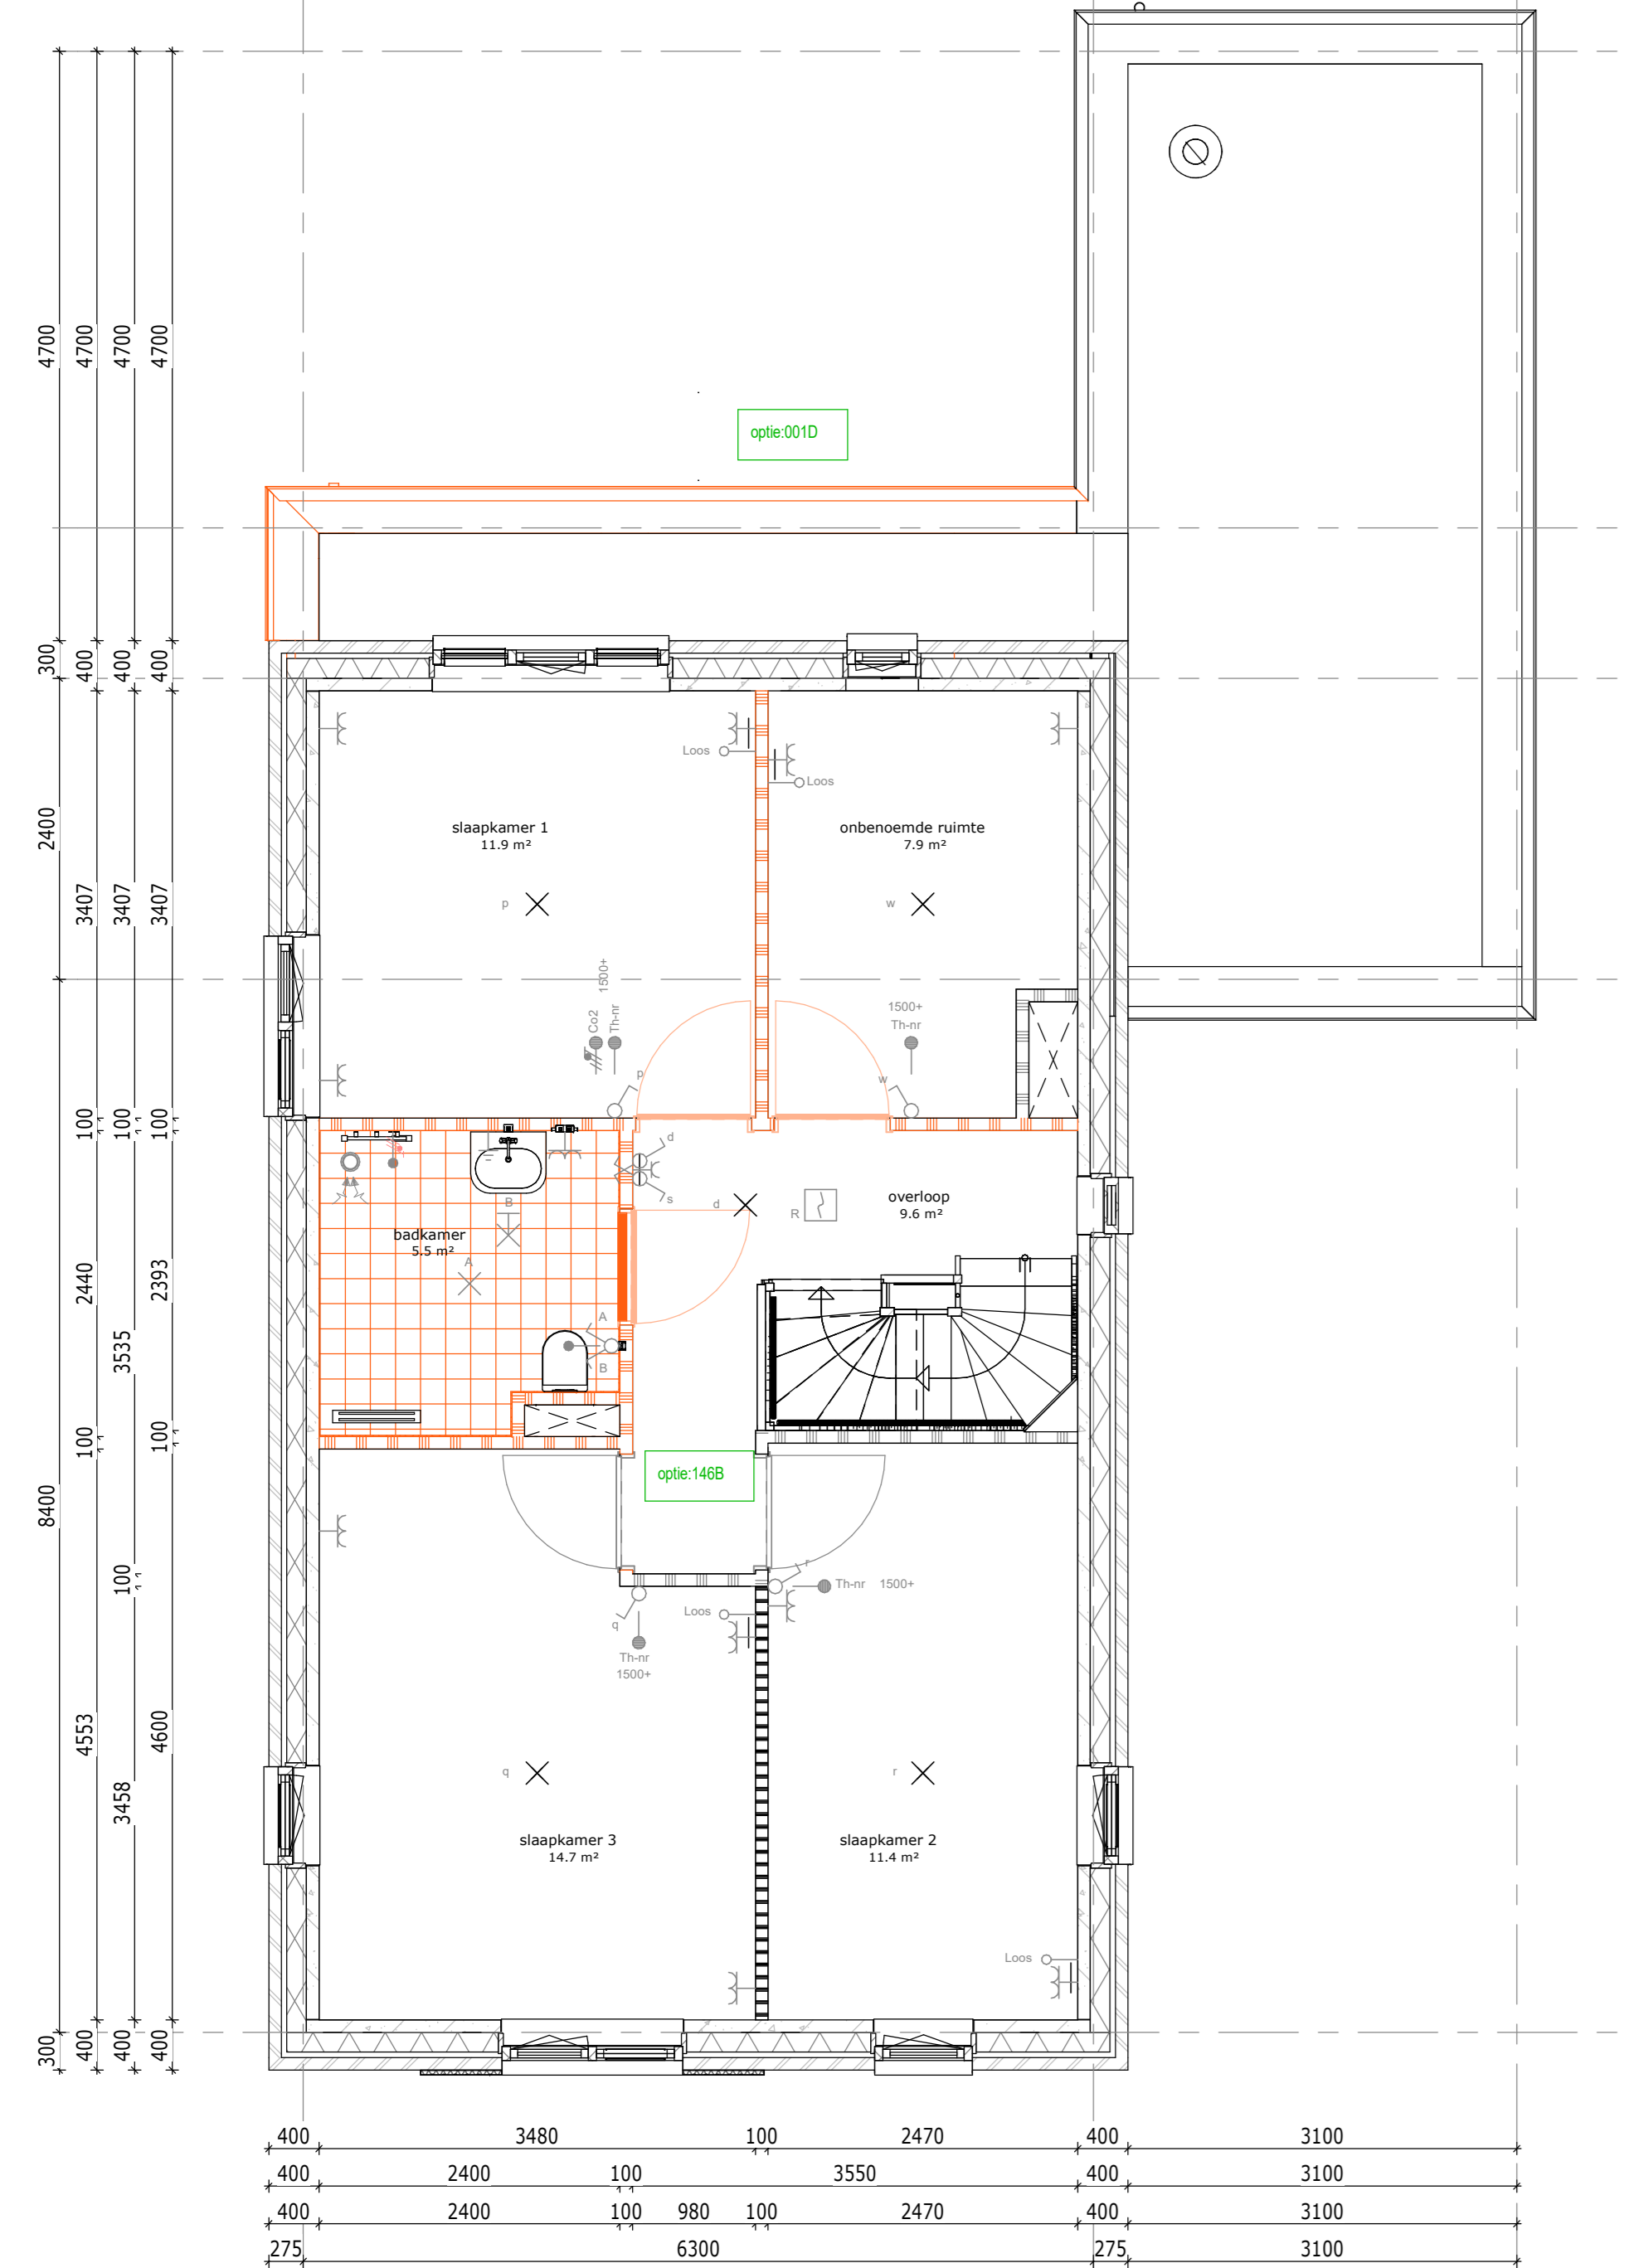 4700
4700
4700
4700
optie:001D
300
400
400
400
Loos
Loos
2400
slaapkamer 1
11.9 m²
onbenoemde ruimte
7.9 m²
3407
3407
3407
p
w
1500+
Co2
Th-nr
1500+
Th-nr
p
w
100
100
100
d
s
B
d
R
overloop
9.6 m²
badkamer
5.5 m²
A
2440
3535
2393
A
B
100
100
optie:146B
8400
100
r
Th-nr 1500+
Loos
q
Th-nr
1500+
4553
3458
4600
q
r
slaapkamer 3
14.7 m²
slaapkamer 2
11.4 m²
Loos
300
400
400
400
400 3480 100 2470 400 3100
400 2400 100 3550 400 3100
400 2400 100 980 100 2470 400 3100
275 6300 275 3100